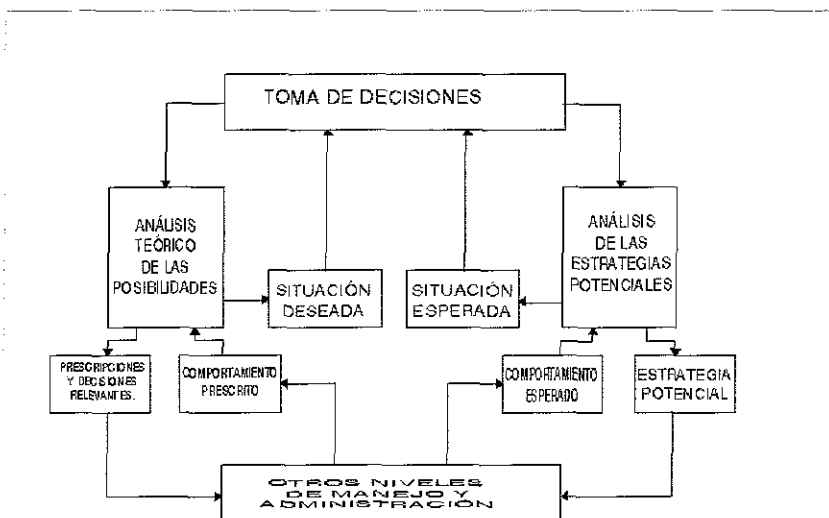 TOMA DE DECISIONES
ANÁLISIS
TEÓRICO
DE LAS
POSIBILIDADES
SITUACIÓN
DESEADA
SITUACIÓN
ESPERADA
ANÁLISIS
DE LAS
ESTRATEGIAS
POTENCIALES
PRESCRIPCIONES
Y DECISIONES
RELEVANTES.
COMPORTAMIENTO
PRESCRITO
COMPORTAMIENTO
ESPERADO
ESTRATEGIA
POTENCIAL
OTROS NIVELES
DE MANEJO Y
ADMINISTRACIÓN